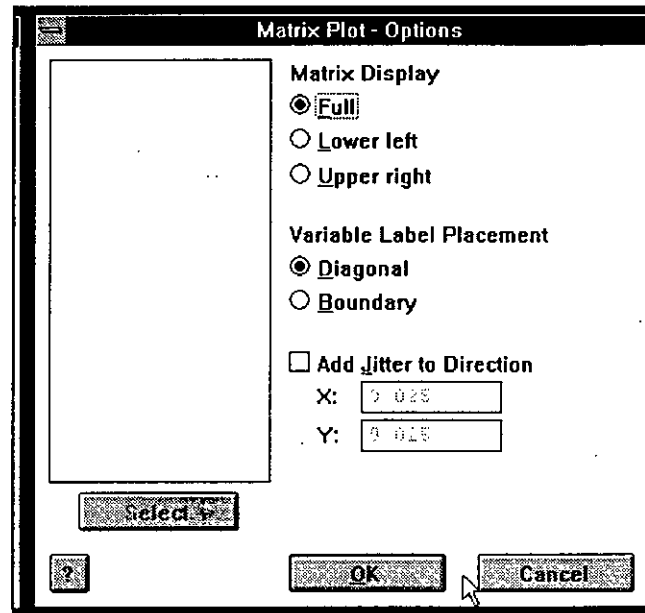 Matrix Plot - Options
Matrix Display
Full
Lower left
Upper right
Variable Label Placement
Diagonal
Boundary
Add Jitter to Direction
X:
Y:
Select
?
OK
Cancel